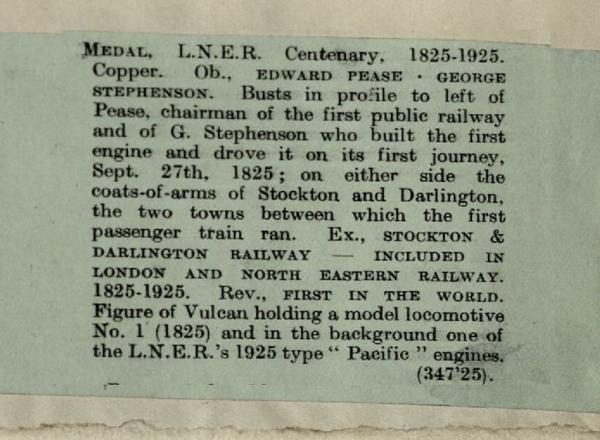 MEDAL, L.N.E.R. Centenary, 1825-1925.
Copper. Ob., EDWARD PEASE · GEORGE
STEPHENSON. Busts in profile to left of
Pease, chairman of the first public railway
and of G. Stephenson who built the first
engine and drove it on its first journey,
Sept. 27th, 1825; on either side the
coats-of-arms of Stockton and Darlington,
the two towns between which the first
passenger train ran. Ex., STOCKTON &
DARLINGTON RAILWAY — INCLUDED IN
LONDON AND NORTH EASTERN RAILWAY.
1825-1925. Rev., FIRST IN THE WORLD.
Figure of Vulcan holding a model locomotive
No. 1 (1825) and in the background one of
the L.N.E.R.'s 1925 type " Pacific " engines.
(347'25).